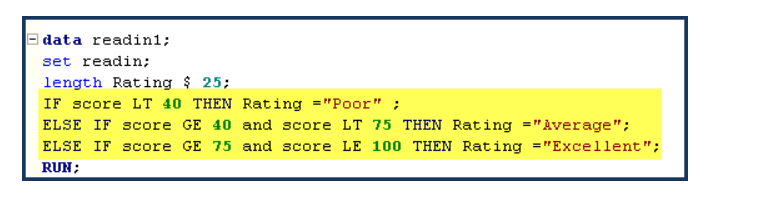 data readin1;
set readin;
length Rating $ 25;
IF score LT 40 THEN Rating ="Poor" ;
ELSE IF score GE 40 and score LT 75 THEN Rating ="Average";
ELSE IF score GE 75 and score LE 100 THEN Rating ="Excellent";
RUN;